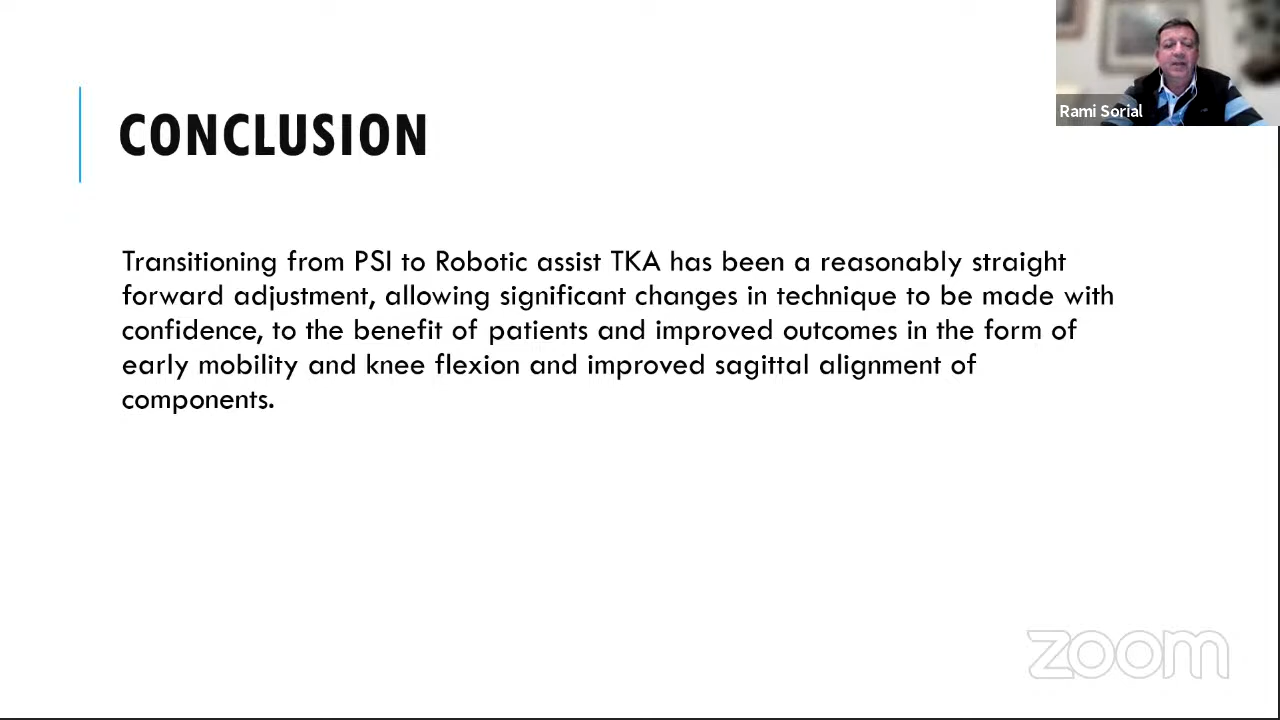 Rami Sorial
CONCLUSION
Transitioning from PSI to Robotic assist TKA has been a reasonably straight
forward adjustment, allowing significant changes in technique to be made with
confidence, to the benefit of patients and improved outcomes in the form of
early mobility and knee flexion and improved sagittal alignment of
components.
zoom